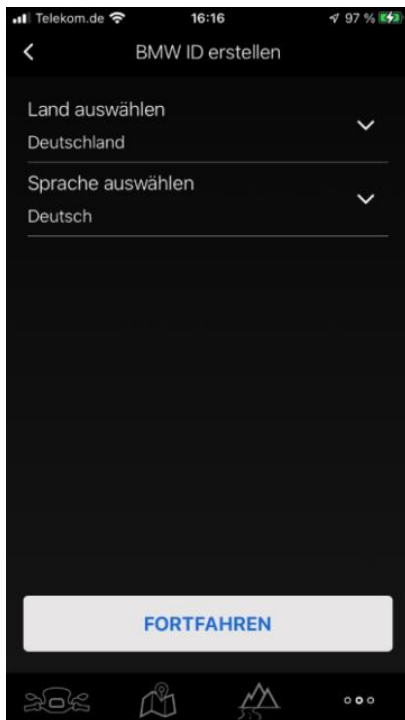 Telekom.de 16:16 97 %
BMW ID erstellen
Land auswählen
Deutschland
Sprache auswählen
Deutsch
FORTFAHREN